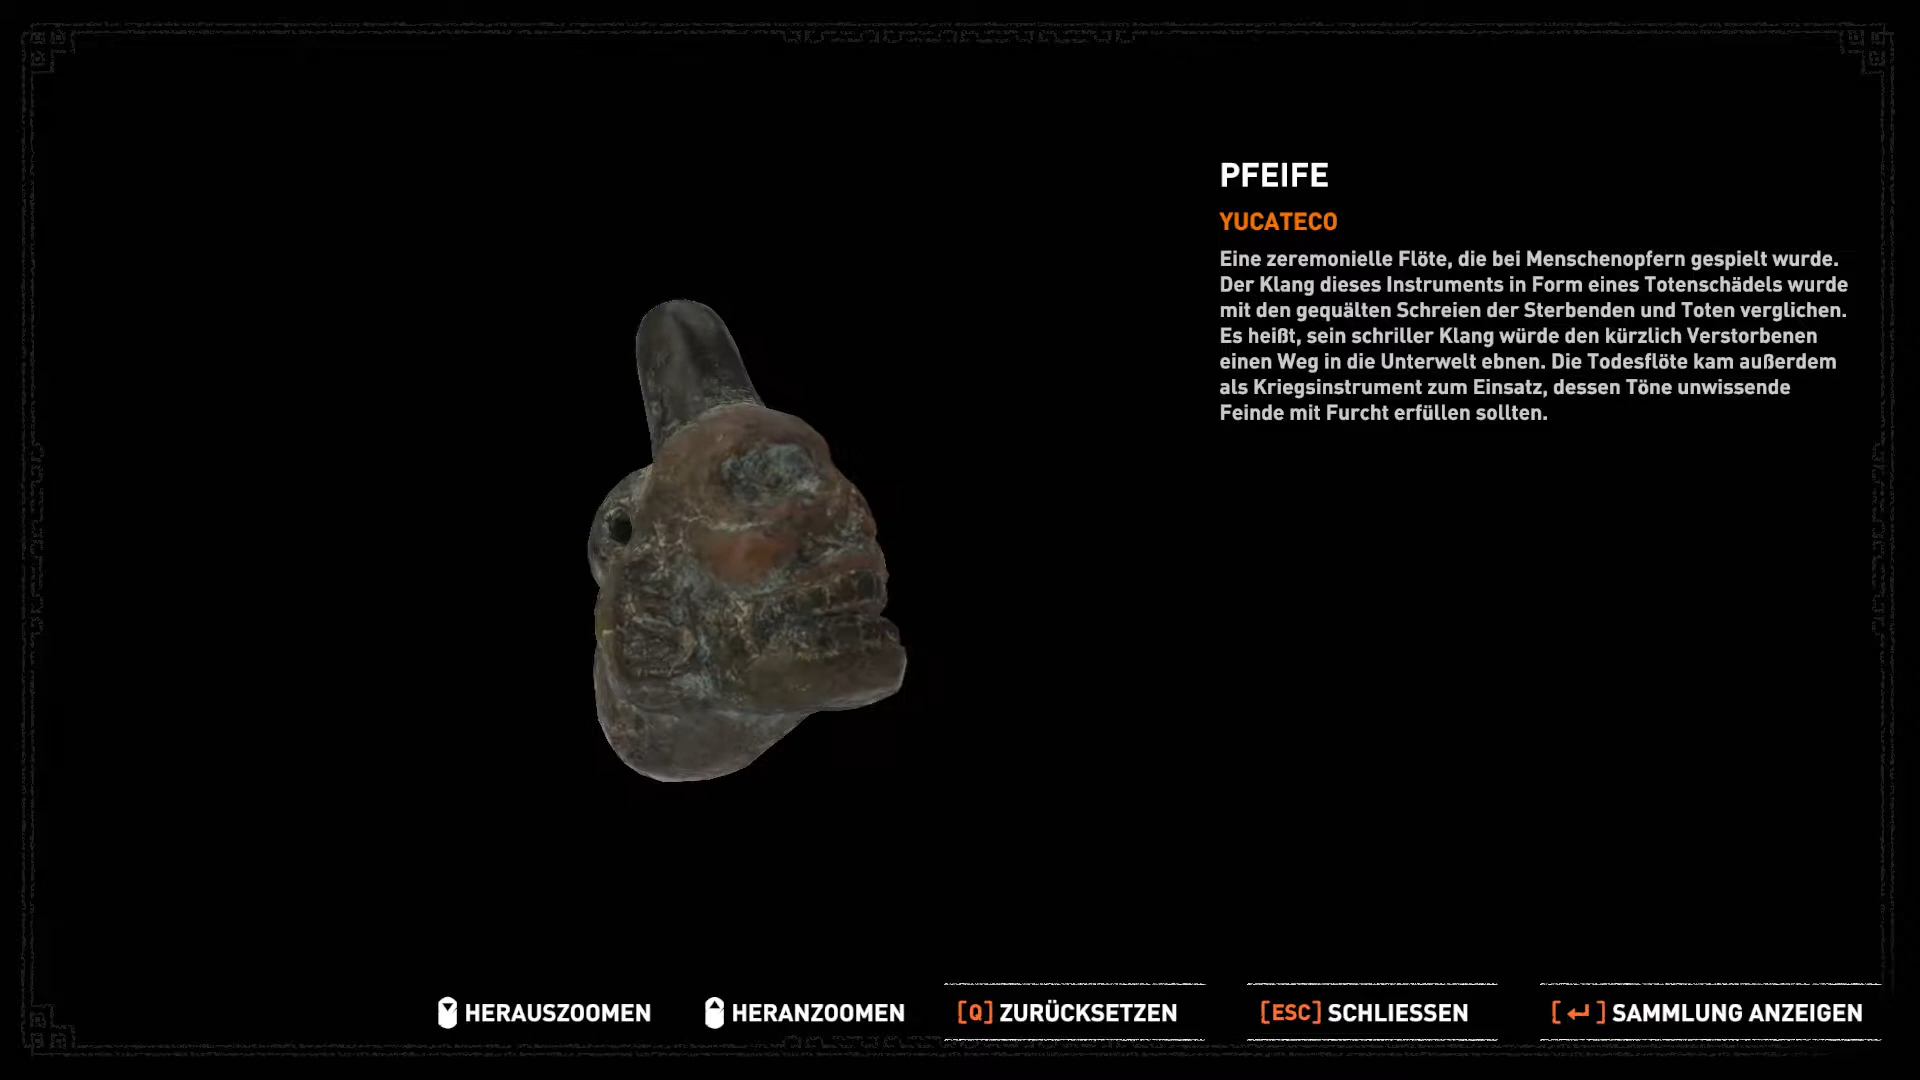 PFEIFE
YUCATECO
Eine zeremonielle Flöte, die bei Menschenopfern gespielt wurde.
Der Klang dieses Instruments in Form eines Totenschädels wurde
mit den gequälten Schreien der Sterbenden und Toten verglichen.
Es heißt, sein schriller Klang würde den kürzlich Verstorbenen
einen Weg in die Unterwelt ebnen. Die Todesflöte kam außerdem
als Kriegsinstrument zum Einsatz, dessen Töne unwissende
Feinde mit Furcht erfüllen sollten.
HERAUSZOOMEN HERANZOOMEN [Q] ZURÜCKSETZEN [ESC] SCHLIESSEN [↵] SAMMLUNG ANZEIGEN